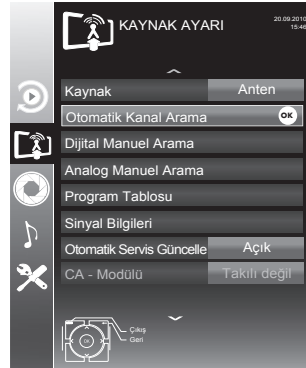 KAYNAK AYARI
20.09.2010
15:46
Kaynak Anten
Otomatik Kanal Arama OK
Dijital Manuel Arama
Analog Manuel Arama
Program Tablosu
Sinyal Bilgileri
Otomatik Servis Güncelle Açık
CA - Modülü Takılı değil
Çıkış
Geri
OK